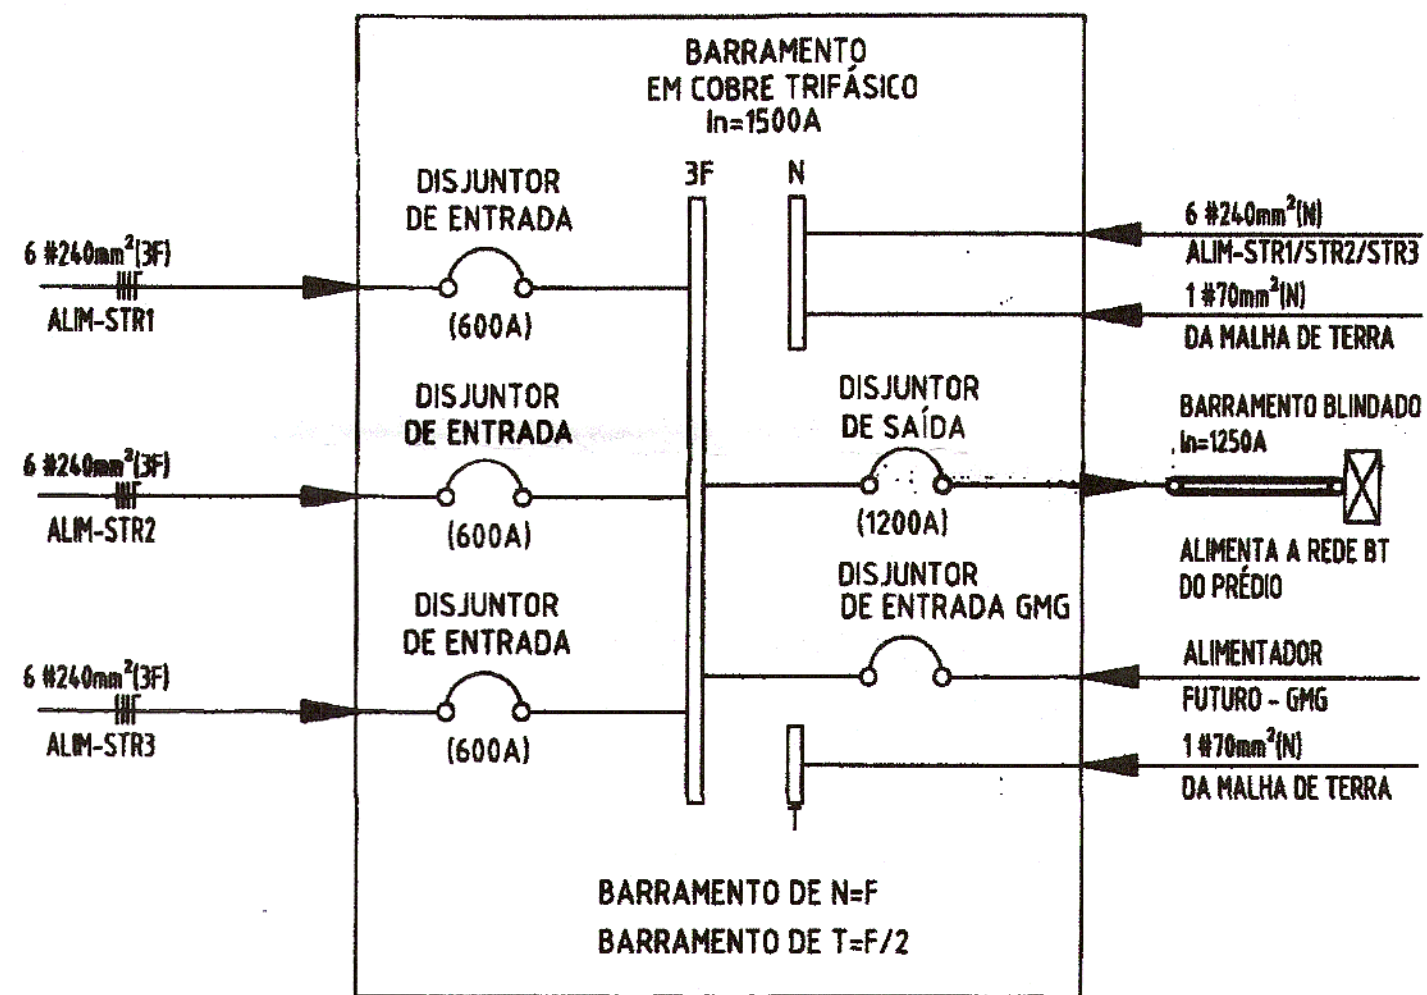 BARRAMENTO
EM COBRE TRIFÁSICO
In=1500A
3F
N
DISJUNTOR
DE ENTRADA
(600A)
6 #240mm²(3F)
ALIM-STR1
DISJUNTOR
DE ENTRADA
(600A)
6 #240mm²(3F)
ALIM-STR2
DISJUNTOR
DE ENTRADA
(600A)
6 #240mm²(3F)
ALIM-STR3
6 #240mm²(N)
ALIM-STR1/STR2/STR3
1 #70mm²(N)
DA MALHA DE TERRA
DISJUNTOR
DE SAÍDA
(1200A)
BARRAMENTO BLINDADO
In=1250A
ALIMENTA A REDE BT
DO PRÉDIO
DISJUNTOR
DE ENTRADA GMG
ALIMENTADOR
FUTURO - GMG
1 #70mm²(N)
DA MALHA DE TERRA
BARRAMENTO DE N=F
BARRAMENTO DE T=F/2